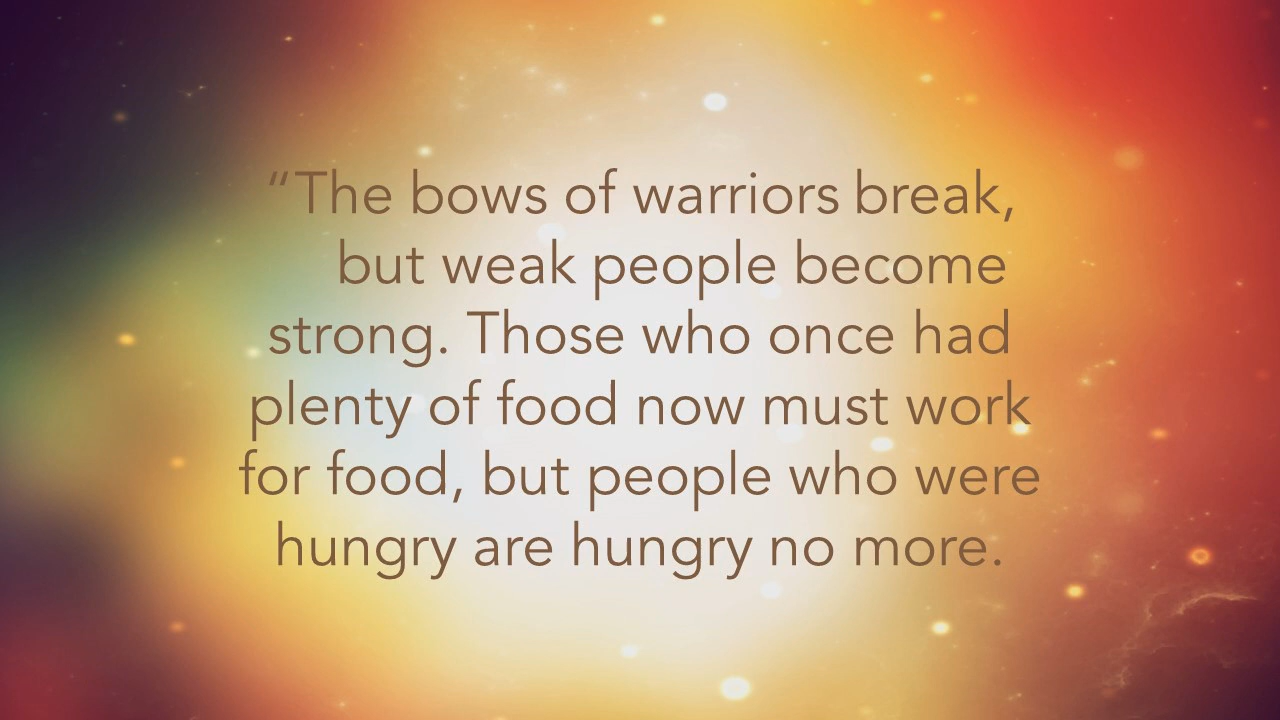 “The bows of warriors break,
but weak people become
strong. Those who once had
plenty of food now must work
for food, but people who were
hungry are hungry no more.